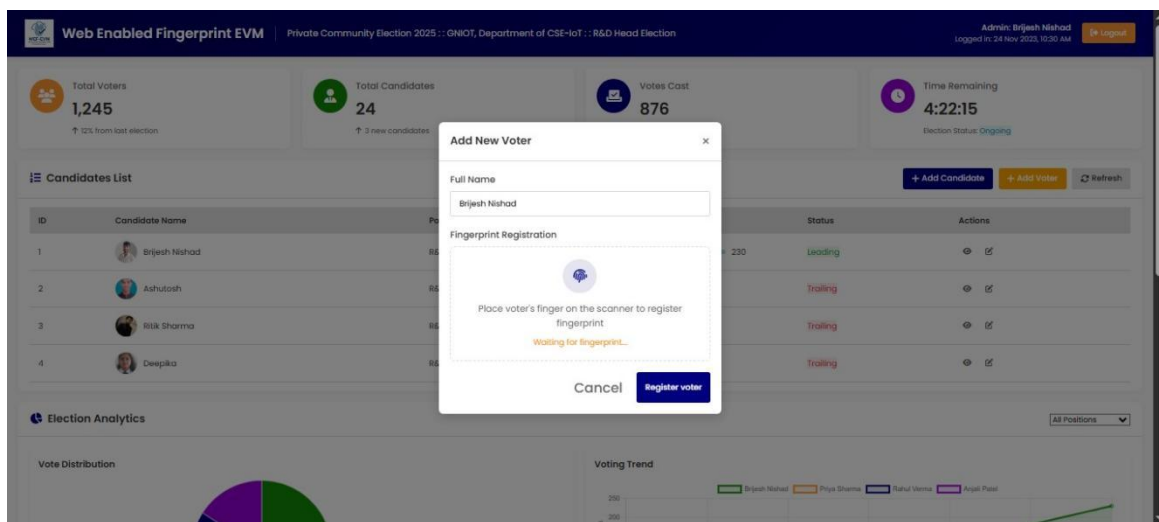 Web Enabled Fingerprint EVM
Private Community Election 2025 :: GNIOT, Department of CSE-IoT :: R&D Head Election
Admin: Brijesh Nishad
Logged in: 24 Nov 2023, 10:30 AM
Logout
Total Voters
1,245
↑ 12% from last election
Total Candidates
24
↑ 3 new candidates
Votes Cast
876
Time Remaining
4:22:15
Election Status: Ongoing
Add New Voter ×
Full Name
Brijesh Nishad
Fingerprint Registration
Place voter's finger on the scanner to register
fingerprint
Waiting for fingerprint...
Cancel Register voter
Candidates List
+ Add Candidate + Add Voter Refresh
ID Candidate Name Po Status Actions
1 Brijesh Nishad R& 230 Leading
2 Ashutosh R& Trailing
3 Ritik Sharma R& Trailing
4 Deepika R& Trailing
Election Analytics
All Positions
Vote Distribution
Voting Trend
Brijesh Nishad Priya Sharma Rahul Verma Anjali Patel
350